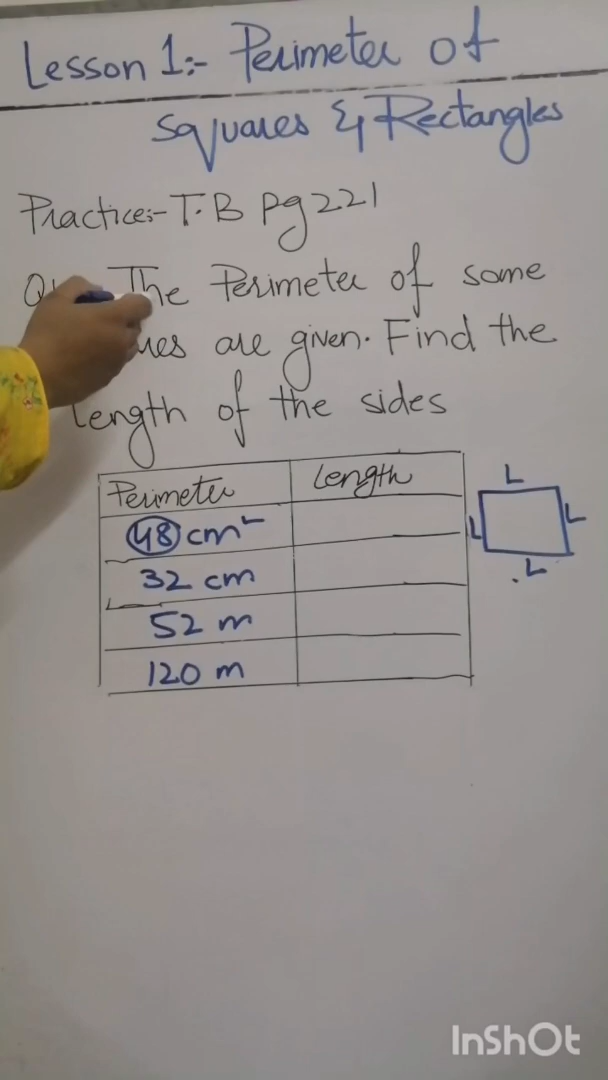 Lesson 1:- Perimeter of
Squares & Rectangles
Practice:- T.B pg 221
The Perimeter of some
are given. Find the
length of the sides
Perimeter Length
48 cm²
32 cm
52 m
120 m
L
L L
L
InShOt